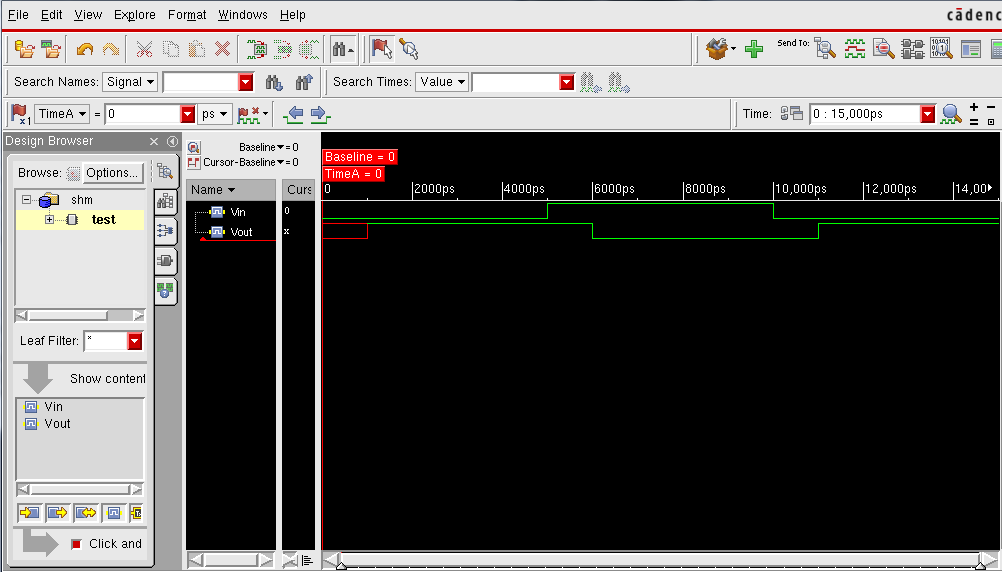 File Edit View Explore Format Windows Help
cādenc
Send To:
Search Names: Signal
Search Times: Value
TimeA = 0 ps
Time: 0 : 15,000ps
Design Browser
Browse: Options...
shm
test
Leaf Filter: *
Show content
Vin
Vout
Click and
Baseline = 0
Cursor-Baseline = 0
Name Curs
Vin 0
Vout x
Baseline = 0
TimeA = 0
0 2000ps 4000ps 6000ps 8000ps 10,000ps 12,000ps 14,00